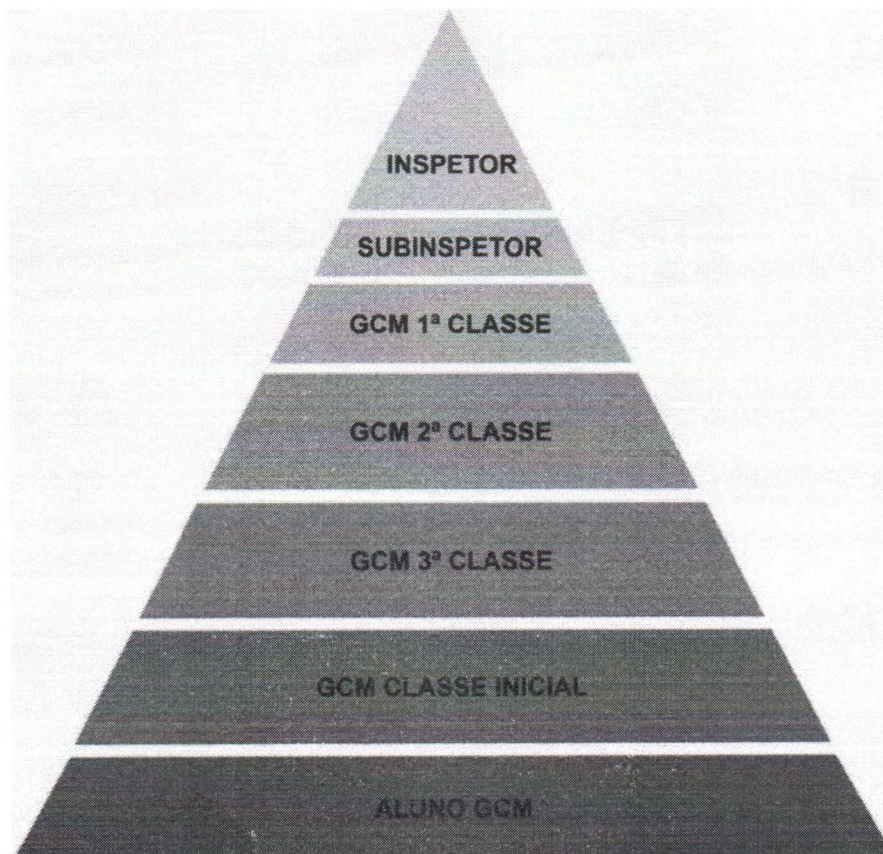 INSPETOR
SUBINSPETOR
GCM 1ª CLASSE
GCM 2ª CLASSE
GCM 3ª CLASSE
GCM CLASSE INICIAL
ALUNO GCM